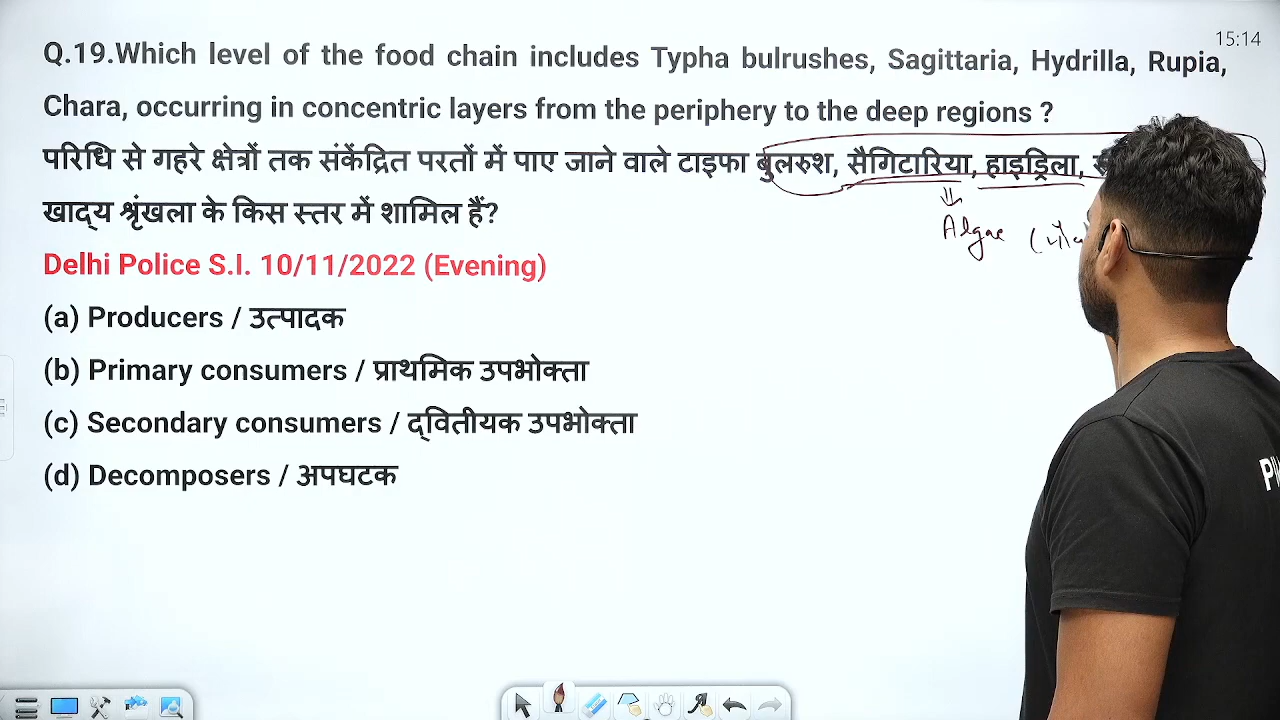 15:14
Q.19.Which level of the food chain includes Typha bulrushes, Sagittaria, Hydrilla, Rupia,
Chara, occurring in concentric layers from the periphery to the deep regions ?
परिधि से गहरे क्षेत्रों तक संकेंद्रित परतों में पाए जाने वाले टाइफा बुलरुश, सैगिटारिया, हाइड्रिला,
खाद्य श्रृंखला के किस स्तर में शामिल हैं?
Algae
Delhi Police S.I. 10/11/2022 (Evening)
(a) Producers / उत्पादक
(b) Primary consumers / प्राथमिक उपभोक्ता
(c) Secondary consumers / द्वितीयक उपभोक्ता
(d) Decomposers / अपघटक